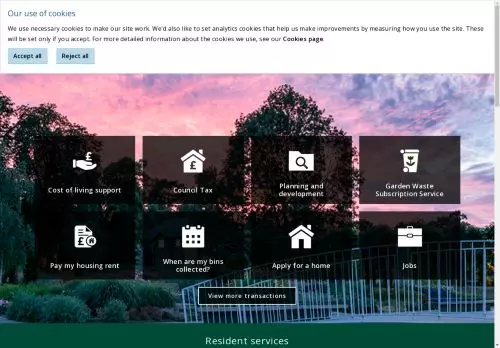 Our use of cookies
We use necessary cookies to make our site work. We'd also like to set analytics cookies that help us make improvements by measuring how you use the site. These
will be set only if you accept. For more detailed information about the cookies we use, see our Cookies page.
Accept all
Reject all
Cost of living support
Council Tax
Planning and
development
Garden Waste
Subscription Service
Pay my housing rent
When are my bins
collected?
Apply for a home
Jobs
View more transactions
Resident services